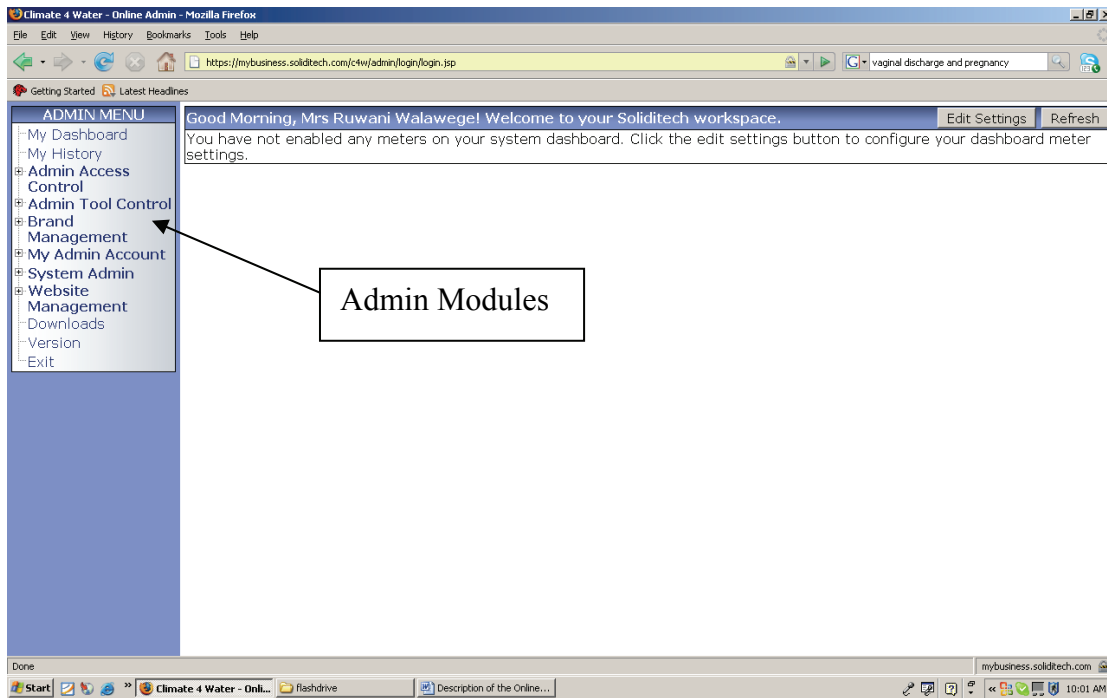 Climate 4 Water - Online Admin - Mozilla Firefox
File Edit View History Bookmarks Tools Help
https://mybusiness.soliditech.com/c4w/admin/login/login.jsp
G vaginal discharge and pregnancy
Getting Started Latest Headlines
ADMIN MENU
My Dashboard
My History
Admin Access
Control
Admin Tool Control
Brand
Management
My Admin Account
System Admin
Website
Management
Downloads
Version
Exit
Good Morning, Mrs Ruwani Walawege! Welcome to your Soliditech workspace.
Edit Settings
Refresh
You have not enabled any meters on your system dashboard. Click the edit settings button to configure your dashboard meter
settings.
Admin Modules
Done
mybusiness.soliditech.com
Start
Climate 4 Water - Onli...
flashdrive
Description of the Online...
10:01 AM